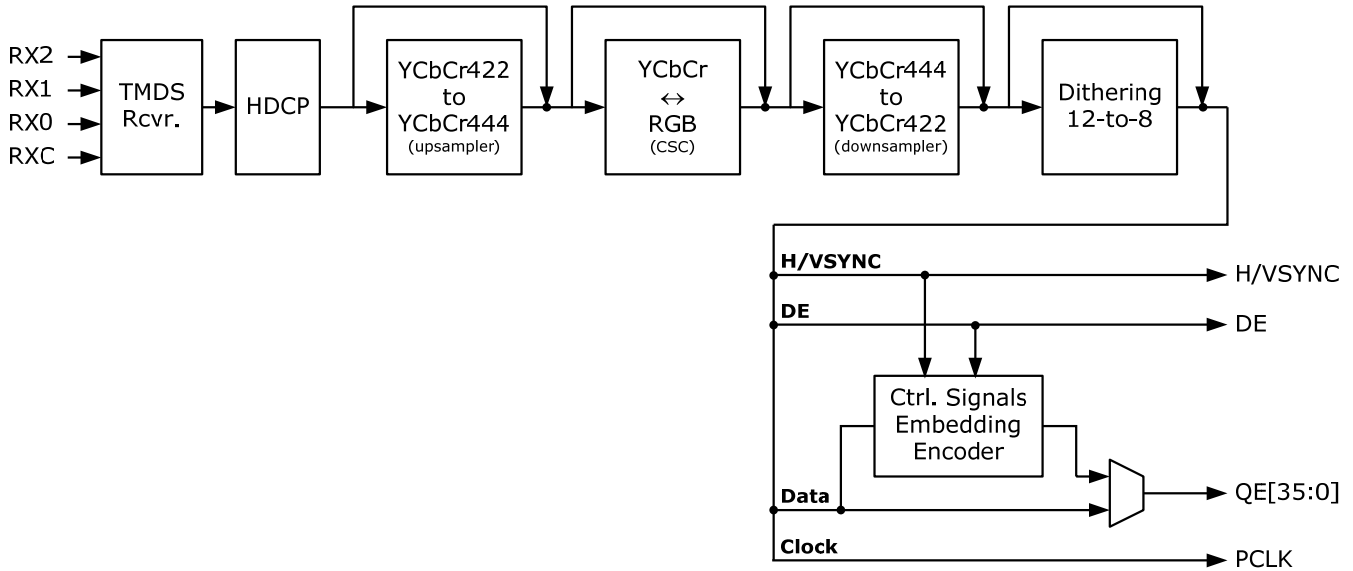 RX2
RX1
RX0
RXC
TMDS
Rcvr.
HDCP
YCbCr422
to
YCbCr444
(upsampler)
YCbCr
↔
RGB
(CSC)
YCbCr444
to
YCbCr422
(downsampler)
Dithering
12-to-8
H/VSYNC
H/VSYNC
DE
DE
Ctrl. Signals
Embedding
Encoder
Data
QE[35:0]
Clock
PCLK